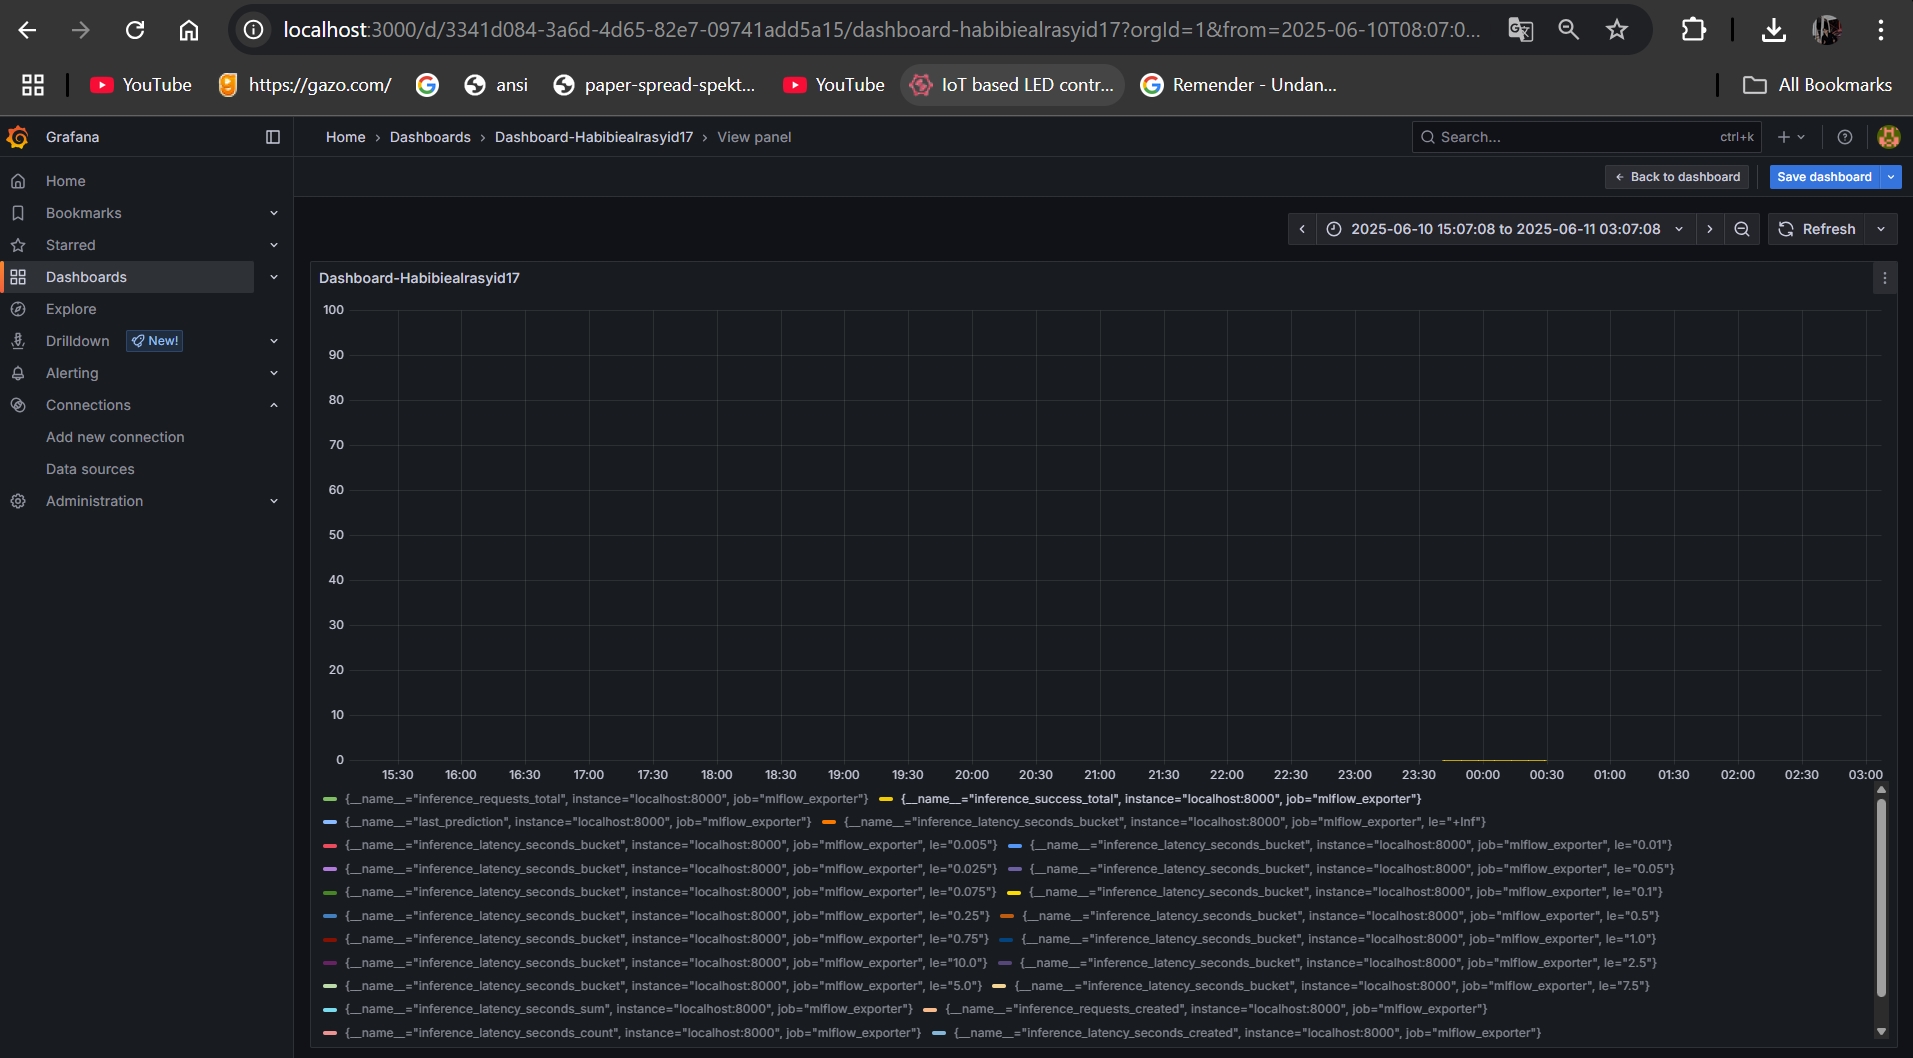 localhost:3000/d/3341d084-3a6d-4d65-82e7-09741add5a15/dashboard-habibiealrasyid17?orgId=1&from=2025-06-10T08:07:0...
YouTube https://gazo.com/ ansi paper-spread-spekt... YouTube IoT based LED contr... Remender - Undan... All Bookmarks
Grafana
Home › Dashboards › Dashboard-Habibiealrasyid17 › View panel
Search... ctrl+k
Back to dashboard Save dashboard
Home
Bookmarks
Starred
Dashboards
Explore
Drilldown New!
Alerting
Connections
Add new connection
Data sources
Administration
2025-06-10 15:07:08 to 2025-06-11 03:07:08 Refresh
Dashboard-Habibiealrasyid17
100
90
80
70
60
50
40
30
20
10
0
15:30 16:00 16:30 17:00 17:30 18:00 18:30 19:00 19:30 20:00 20:30 21:00 21:30 22:00 22:30 23:00 23:30 00:00 00:30 01:00 01:30 02:00 02:30 03:00
{__name__="inference_requests_total", instance="localhost:8000", job="mlflow_exporter"} {__name__="inference_success_total", instance="localhost:8000", job="mlflow_exporter"}
{__name__="last_prediction", instance="localhost:8000", job="mlflow_exporter"} {__name__="inference_latency_seconds_bucket", instance="localhost:8000", job="mlflow_exporter", le="+Inf"}
{__name__="inference_latency_seconds_bucket", instance="localhost:8000", job="mlflow_exporter", le="0.005"} {__name__="inference_latency_seconds_bucket", instance="localhost:8000", job="mlflow_exporter", le="0.01"}
{__name__="inference_latency_seconds_bucket", instance="localhost:8000", job="mlflow_exporter", le="0.025"} {__name__="inference_latency_seconds_bucket", instance="localhost:8000", job="mlflow_exporter", le="0.05"}
{__name__="inference_latency_seconds_bucket", instance="localhost:8000", job="mlflow_exporter", le="0.075"} {__name__="inference_latency_seconds_bucket", instance="localhost:8000", job="mlflow_exporter", le="0.1"}
{__name__="inference_latency_seconds_bucket", instance="localhost:8000", job="mlflow_exporter", le="0.25"} {__name__="inference_latency_seconds_bucket", instance="localhost:8000", job="mlflow_exporter", le="0.5"}
{__name__="inference_latency_seconds_bucket", instance="localhost:8000", job="mlflow_exporter", le="0.75"} {__name__="inference_latency_seconds_bucket", instance="localhost:8000", job="mlflow_exporter", le="1.0"}
{__name__="inference_latency_seconds_bucket", instance="localhost:8000", job="mlflow_exporter", le="10.0"} {__name__="inference_latency_seconds_bucket", instance="localhost:8000", job="mlflow_exporter", le="2.5"}
{__name__="inference_latency_seconds_bucket", instance="localhost:8000", job="mlflow_exporter", le="5.0"} {__name__="inference_latency_seconds_bucket", instance="localhost:8000", job="mlflow_exporter", le="7.5"}
{__name__="inference_latency_seconds_sum", instance="localhost:8000", job="mlflow_exporter"} {__name__="inference_requests_created", instance="localhost:8000", job="mlflow_exporter"}
{__name__="inference_latency_seconds_count", instance="localhost:8000", job="mlflow_exporter"} {__name__="inference_latency_seconds_created", instance="localhost:8000", job="mlflow_exporter"}